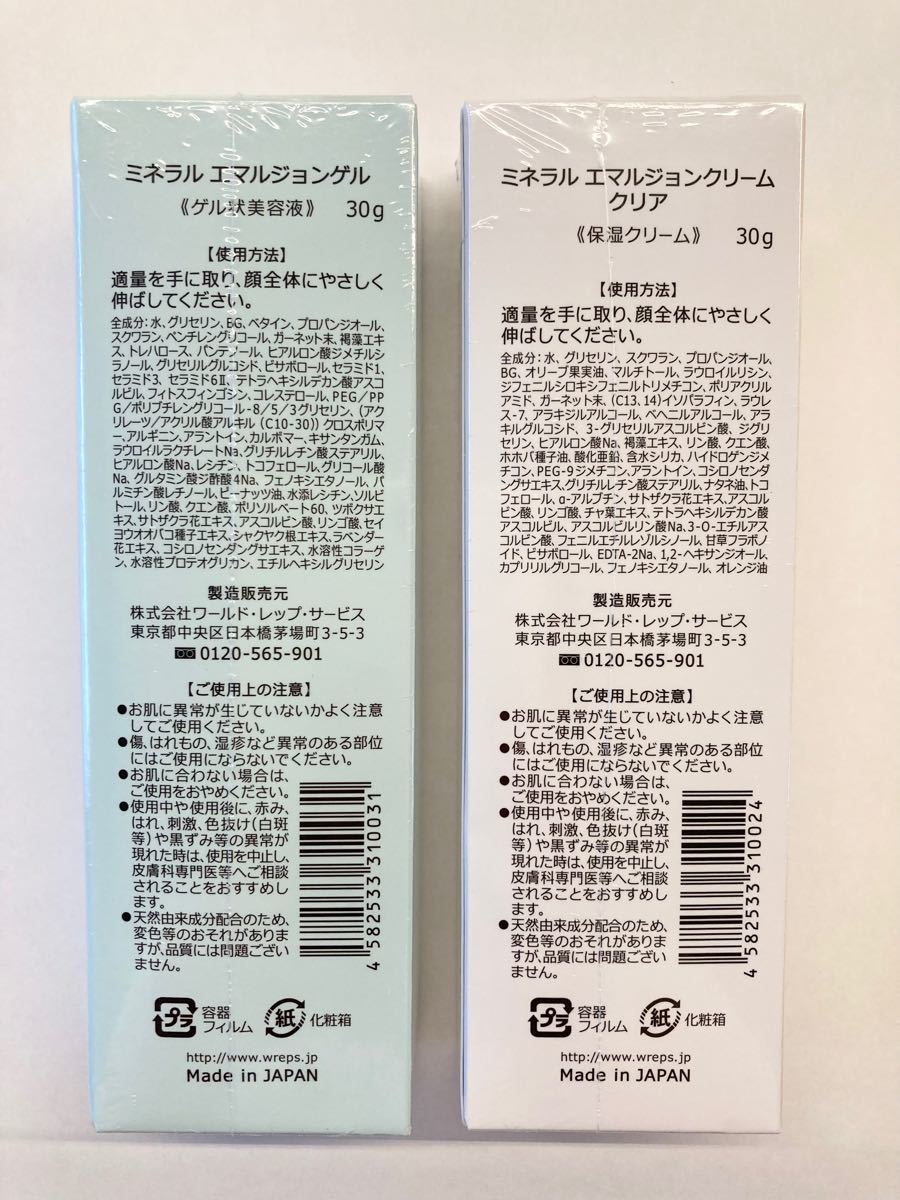 ミネラル エマルジョンゲル
《ゲル状美容液》 30g
【使用方法】
適量を手に取り、顔全体にやさしく
伸ばしてください。
全成分:水、グリセリン、BG、ベタイン、プロパンジオール、
スクワラン、ペンチレングリコール、ガーネット末、褐藻エキ
ス、トレハロース、パンテノール、ヒアルロン酸ジメチルシ
ラノール、グリセリルグルコシド、ビサボロール、セラミド1、
セラミド3、セラミド6Ⅱ、テトラヘキシルデカン酸アスコ
ルビル、フィトスフィンゴシン、コレステロール、PEG/PP
G/ポリブチレングリコール-8/5/3グリセリン、(アク
リレーツ/アクリル酸アルキル(C10-30))クロスポリマ
ー、アルギニン、アラントイン、カルボマー、キサンタンガム、
ラウロイルラクチレートNa、グリチルレチン酸ステアリル、
ヒアルロン酸Na、レシチン、トコフェロール、グリコール酸
Na、グルタミン酸ジ酢酸4Na、フェノキシエタノール、パ
ルミチン酸レチノール、ピーナッツ油、水添レシチン、ソルビ
トール、リン酸、クエン酸、ポリソルベート60、ツボクサエ
キス、サトザクラ花エキス、アスコルビン酸、リンゴ酸、セイ
ヨウオオバコ種子エキス、シャクヤク根エキス、ラベンダー
花エキス、コシロノセンダングサエキス、水溶性コラーゲ
ン、水溶性プロテオグリカン、エチルヘキシルグリセリン
製造販売元
株式会社ワールド・レップ・サービス
東京都中央区日本橋茅場町3-5-3
0120-565-901
【ご使用上の注意】
●お肌に異常が生じていないかよく注意
してご使用ください。
●傷、はれもの、湿疹など異常のある部位
にはご使用にならないでください。
●お肌に合わない場合は、
ご使用をおやめください。
●使用中や使用後に、赤み、
はれ、刺激、色抜け(白斑
等)や黒ずみ等の異常が
現れた時は、使用を中止し、
皮膚科専門医等へご相談
されることをおすすめし
ます。
●天然由来成分配合のため、
変色等のおそれがありま
すが、品質には問題ござい
ません。
4 582533 310031
プラ 容器
フィルム
紙 化粧箱
http://www.wreps.jp
Made in JAPAN
ミネラル エマルジョンクリーム
クリア
《保湿クリーム》 30g
【使用方法】
適量を手に取り、顔全体にやさしく
伸ばしてください。
全成分:水、グリセリン、スクワラン、プロパンジオール、
BG、オリーブ果実油、マルチトール、ラウロイルリシン、
ジフェニルシロキシフェニルトリメチコン、ポリアクリル
アミド、ガーネット末、(C13,14)イソパラフィン、ラウレ
ス-7、アラキジルアルコール、ベヘニルアルコール、アラ
キルグルコシド、3-グリセリルアスコルビン酸、ジグリ
セリン、ヒアルロン酸Na、褐藻エキス、リン酸、クエン酸、
ホホバ種子油、酸化亜鉛、含水シリカ、ハイドロゲンジメ
チコン、PEG-9ジメチコン、アラントイン、コシロノセンダ
ングサエキス、グリチルレチン酸ステアリル、ナタネ油、トコ
フェロール、α-アルブチン、サトザクラ花エキス、アスコル
ビン酸、リンゴ酸、チャ葉エキス、テトラヘキシルデカン酸
アスコルビル、アスコルビルリン酸Na、3-O-エチルアス
コルビン酸、フェニルエチルレゾルシノール、甘草フラボノ
イド、ビサボロール、EDTA-2Na、1,2-ヘキサンジオール、
カプリリルグリコール、フェノキシエタノール、オレンジ油
製造販売元
株式会社ワールド・レップ・サービス
東京都中央区日本橋茅場町3-5-3
0120-565-901
【ご使用上の注意】
●お肌に異常が生じていないかよく注意
してご使用ください。
●傷、はれもの、湿疹など異常のある部位
にはご使用にならないでください。
●お肌に合わない場合は、
ご使用をおやめください。
●使用中や使用後に、赤み、
はれ、刺激、色抜け(白斑
等)や黒ずみ等の異常が
現れた時は、使用を中止し、
皮膚科専門医等へご相談
されることをおすすめし
ます。
●天然由来成分配合のため、
変色等のおそれがありま
すが、品質には問題ござい
ません。
4 582533 310024
プラ 容器
フィルム
紙 化粧箱
http://www.wreps.jp
Made in JAPAN